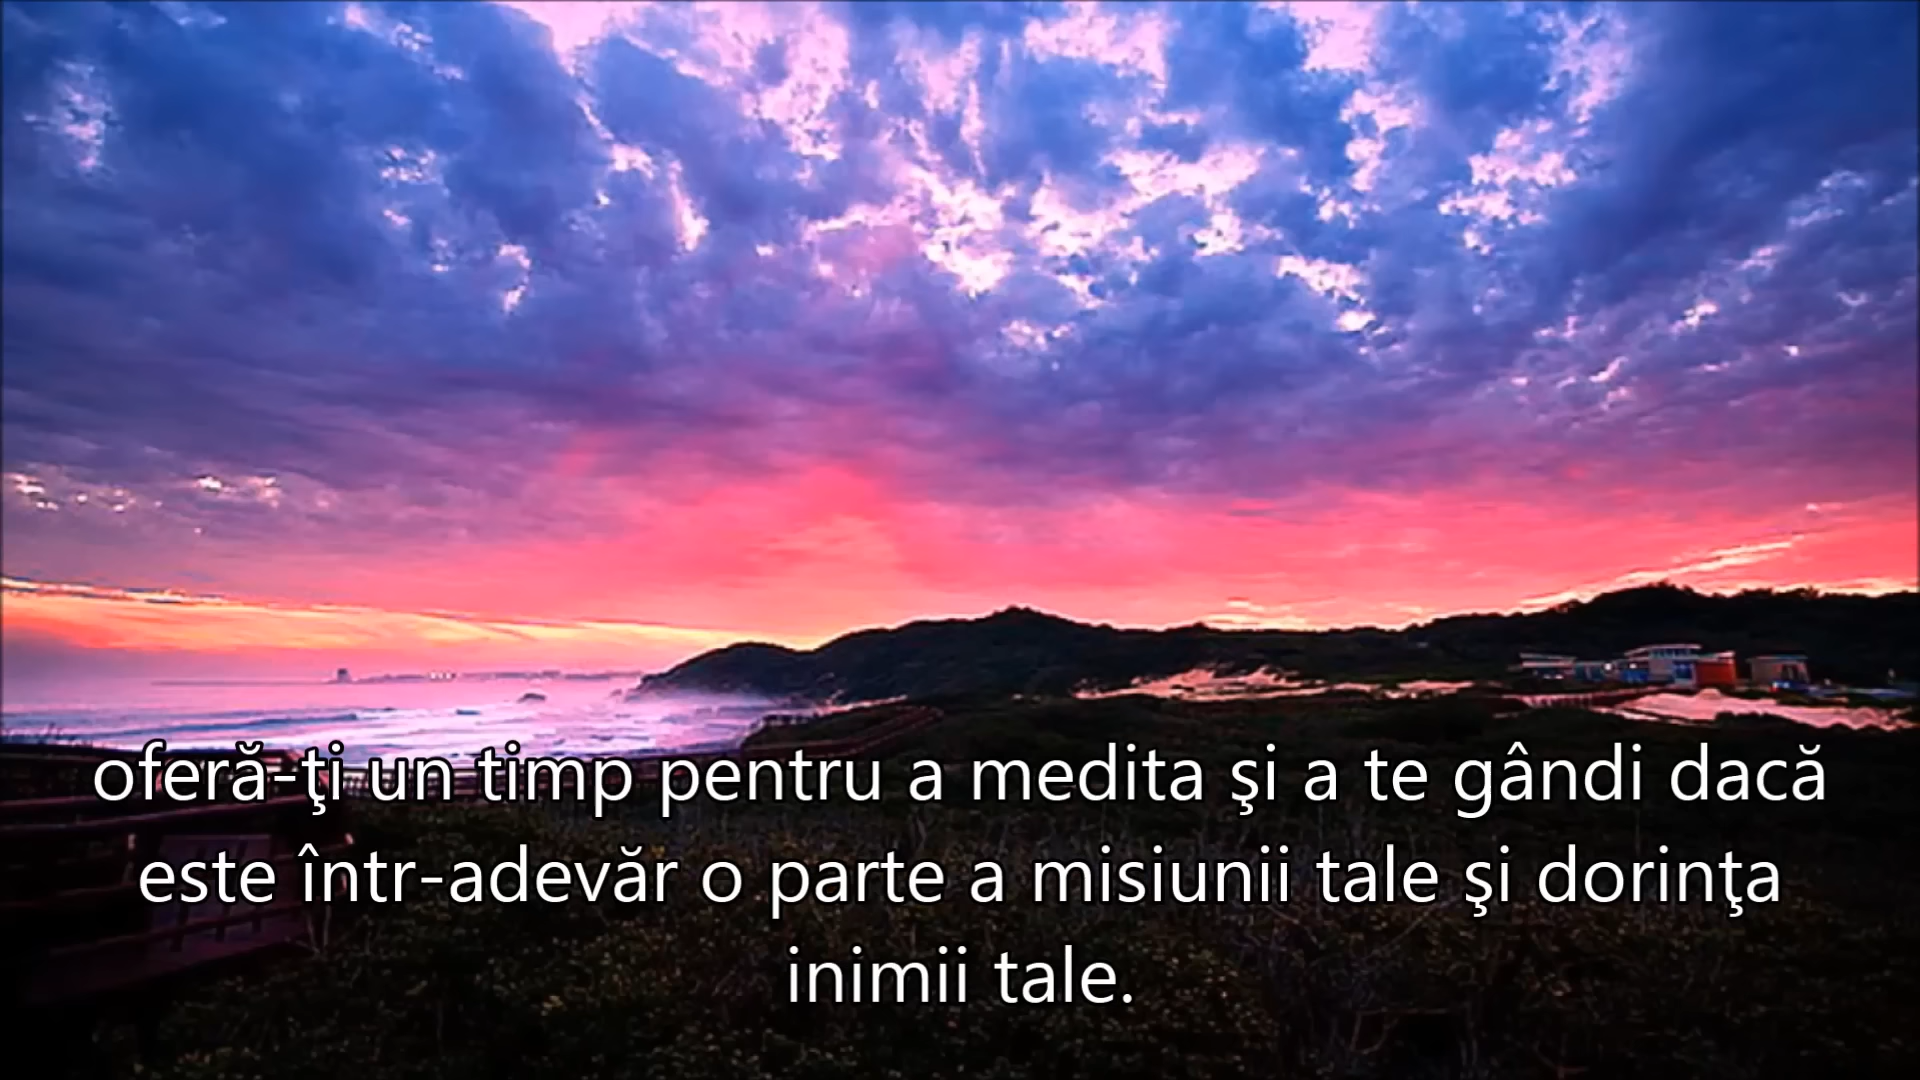 oferă-ţi un timp pentru a medita şi a te gândi dacă
este într-adevăr o parte a misiunii tale şi dorinţa
inimii tale.